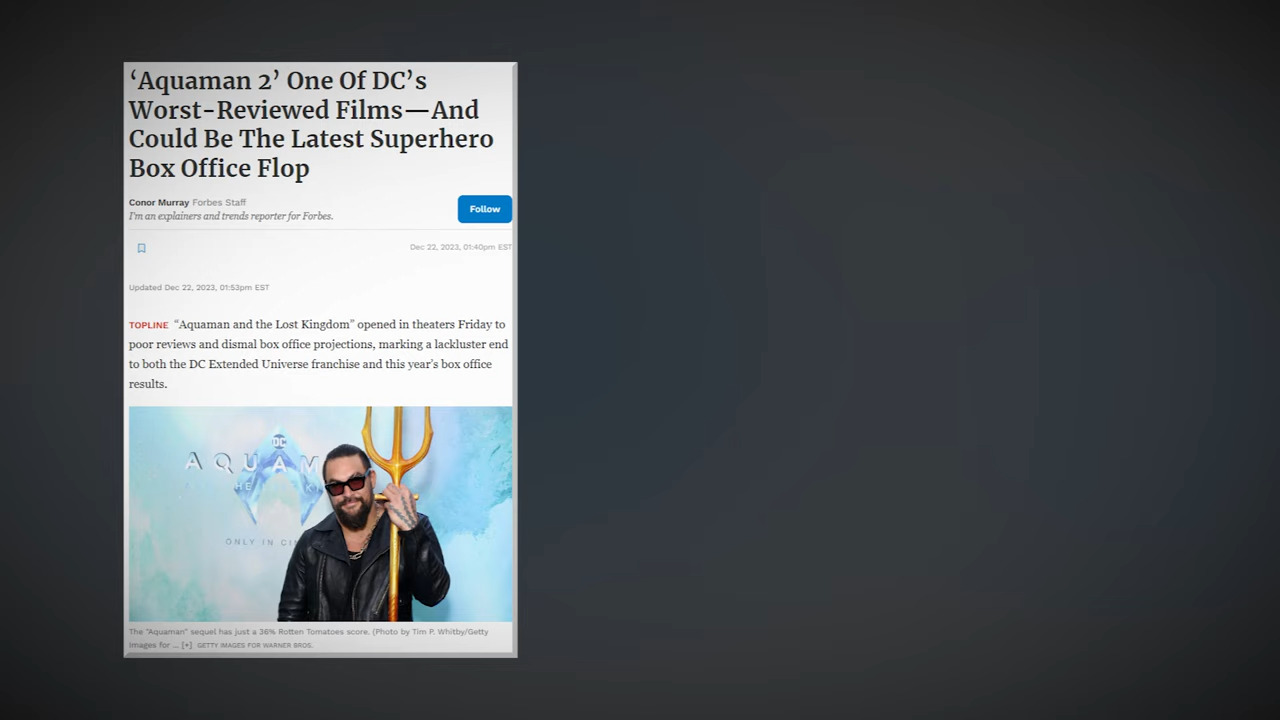 ‘Aquaman 2’ One Of DC’s
Worst-Reviewed Films—And
Could Be The Latest Superhero
Box Office Flop
Conor Murray Forbes Staff
I'm an explainers and trends reporter for Forbes.
Follow
Dec 22, 2023, 01:40pm EST
Updated Dec 22, 2023, 01:53pm EST
TOPLINE “Aquaman and the Lost Kingdom” opened in theaters Friday to
poor reviews and dismal box office projections, marking a lackluster end
to both the DC Extended Universe franchise and this year’s box office
results.
DC
AQUAM
HE
ONLY IN CI
The "Aquaman" sequel has just a 36% Rotten Tomatoes score. (Photo by Tim P. Whitby/Getty
Images for ... [+] GETTY IMAGES FOR WARNER BROS.